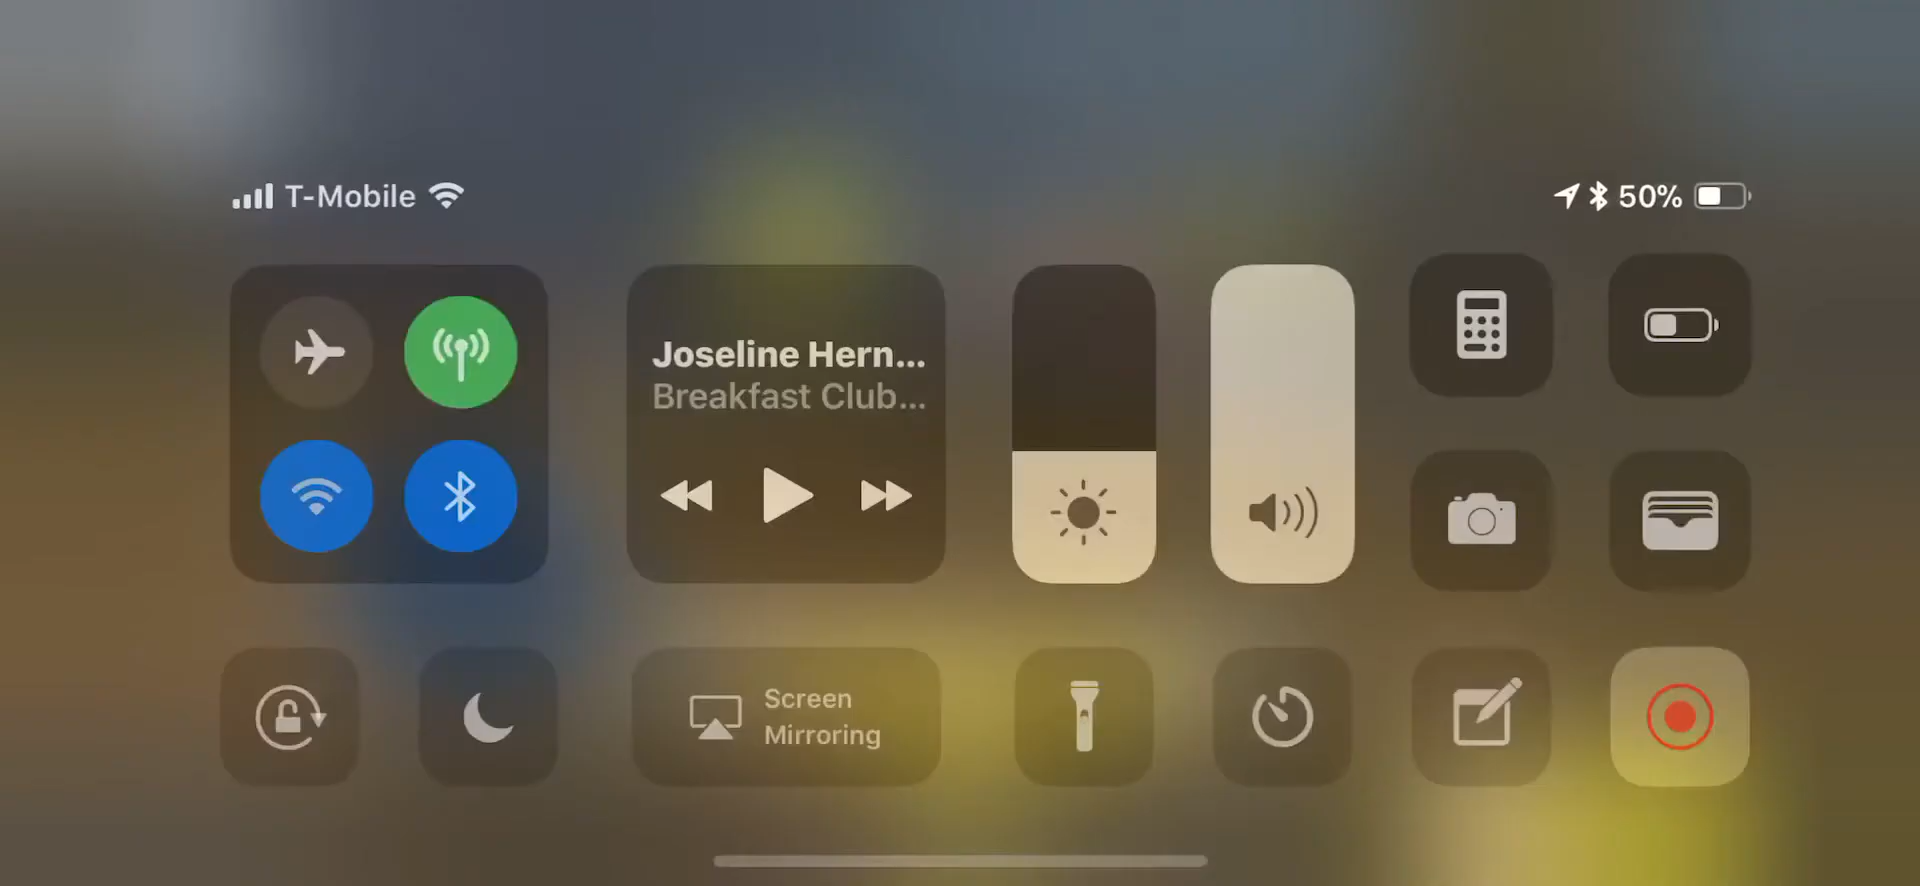 T-Mobile
50%
Joseline Hern...
Breakfast Club...
Screen
Mirroring